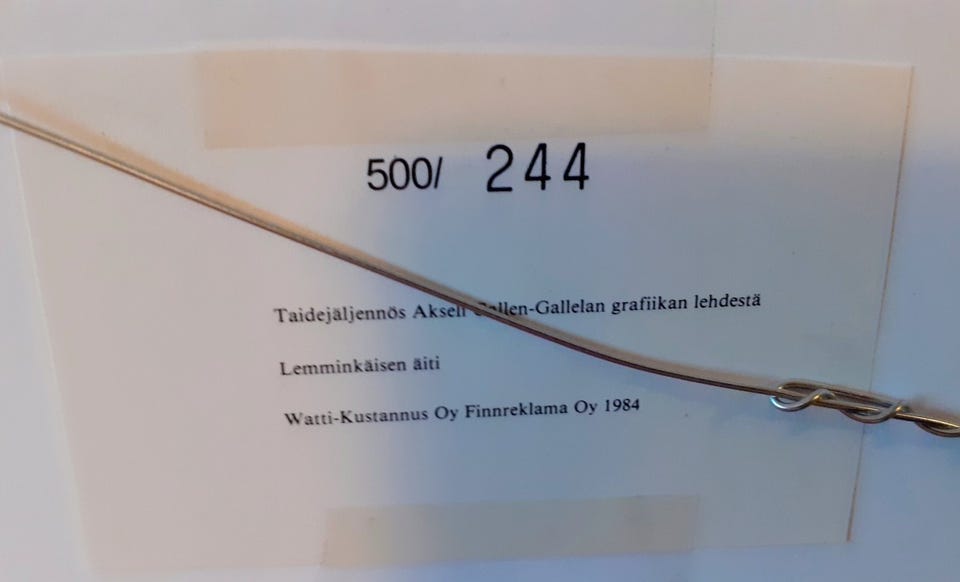 500/ 244
Taidejäljennös Akseli Gallen-Gallelan grafiikan lehdestä
Lemminkäisen äiti
Watti-Kustannus Oy Finnreklama Oy 1984